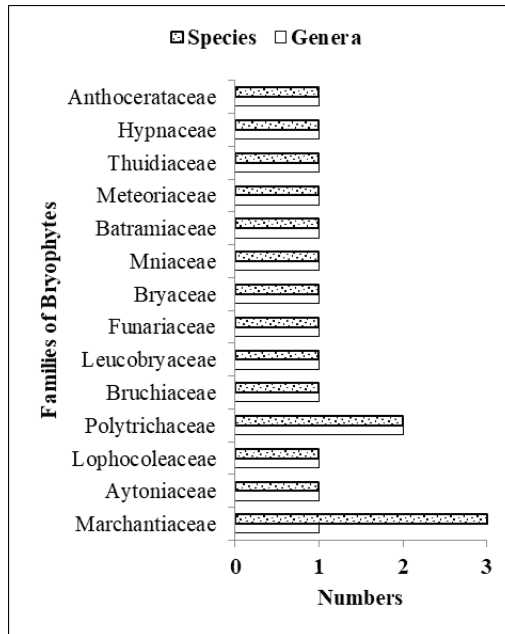 Species Genera
Families of Bryophytes
Anthocerataceae
Hypnaceae
Thuidiaceae
Meteoriaceae
Batramiaceae
Mniaceae
Bryaceae
Funariaceae
Leucobryaceae
Bruchiaceae
Polytrichaceae
Lophocoleaceae
Aytoniaceae
Marchantiaceae
0 1 2 3
Numbers